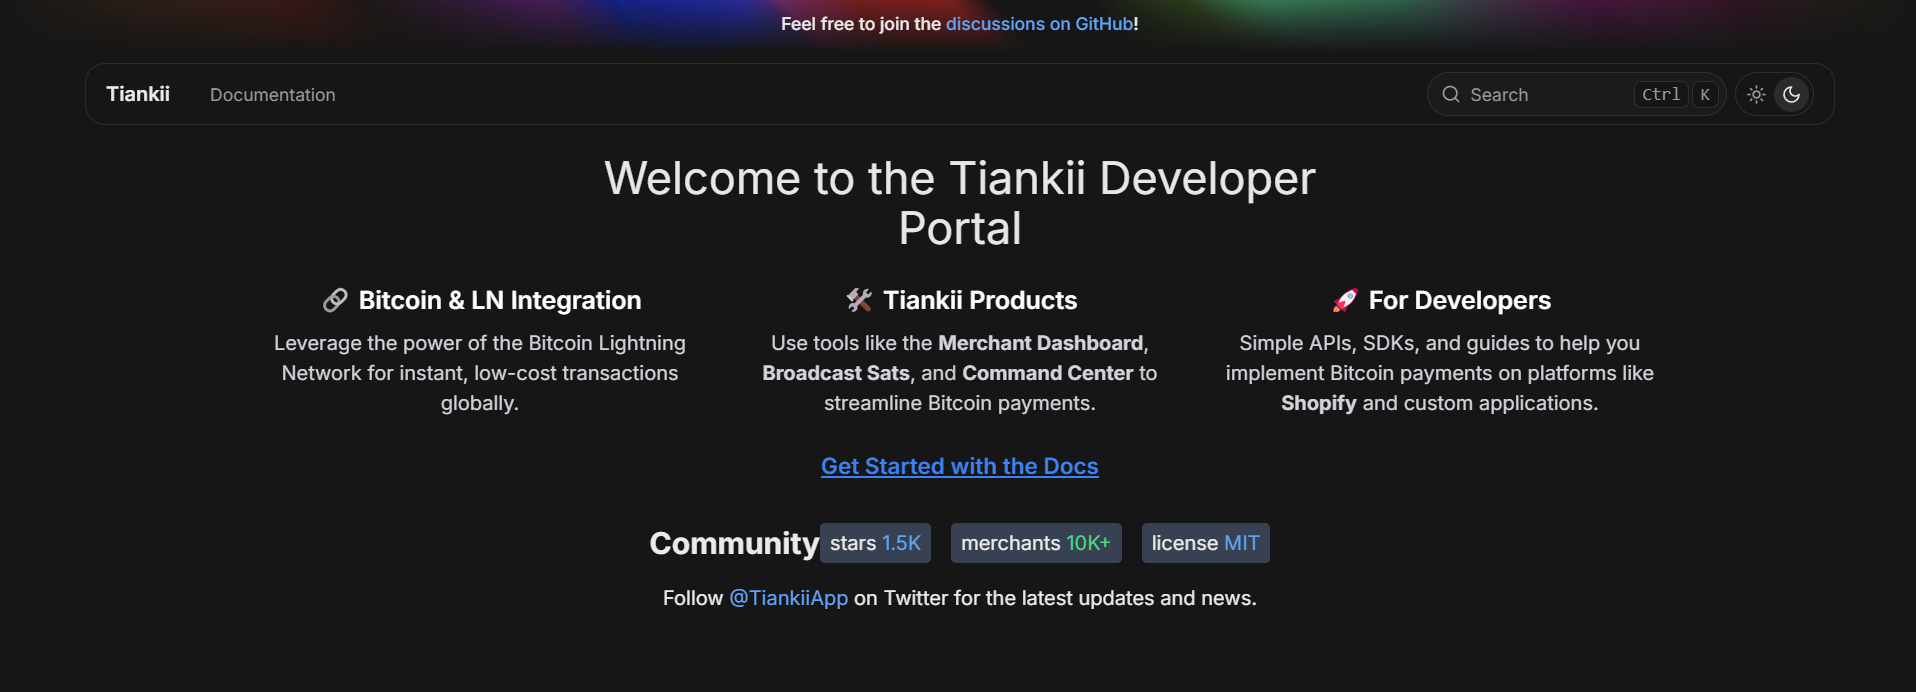 Feel free to join the discussions on GitHub!
Tiankii
Documentation
Search
Ctrl K
Welcome to the Tiankii Developer
Portal
🔗 Bitcoin & LN Integration
Leverage the power of the Bitcoin Lightning
Network for instant, low-cost transactions
globally.
🛠️ Tiankii Products
Use tools like the Merchant Dashboard,
Broadcast Sats, and Command Center to
streamline Bitcoin payments.
🚀 For Developers
Simple APIs, SDKs, and guides to help you
implement Bitcoin payments on platforms like
Shopify and custom applications.
Get Started with the Docs
Community stars 1.5K merchants 10K+ license MIT
Follow @TiankiiApp on Twitter for the latest updates and news.